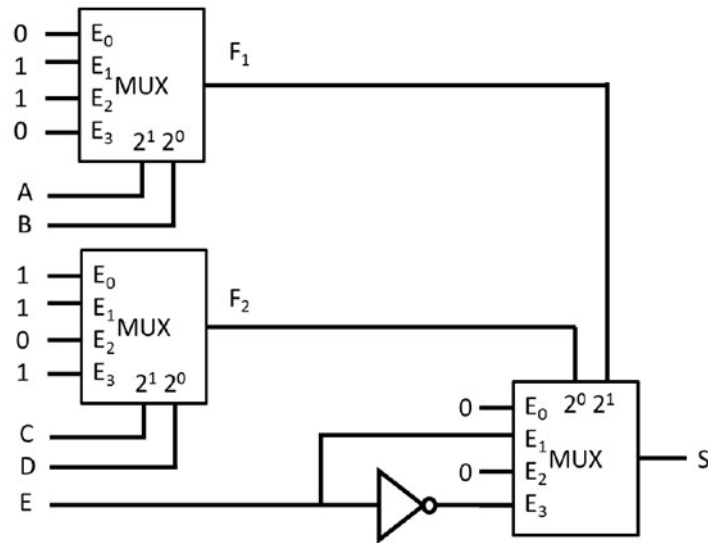 0 E₀
1 E₁
1 MUX
E₂
0 E₃
2¹ 2⁰
F₁
A
B
1 E₀
1 E₁
0 MUX
E₂
1 E₃
2¹ 2⁰
F₂
C
D
E
2⁰ 2¹
0 E₀
E₁
0 MUX
E₂
E₃
S